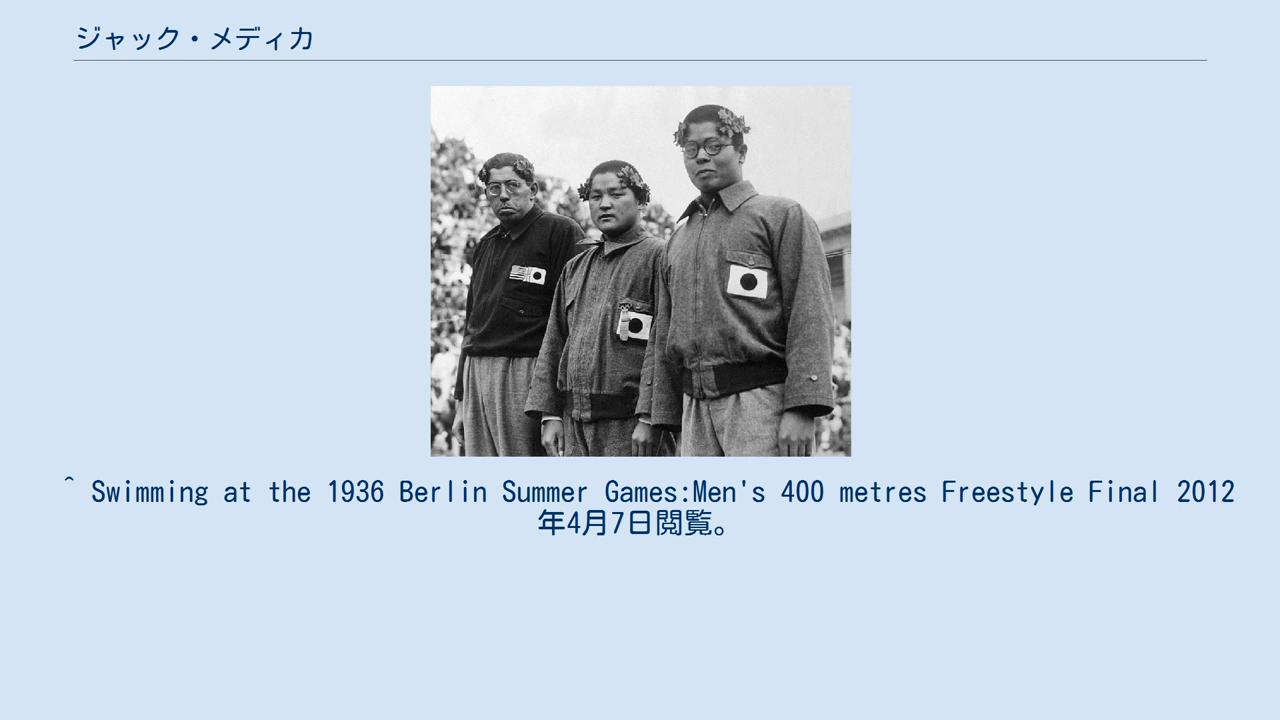 ジャック・メディカ
^ Swimming at the 1936 Berlin Summer Games:Men's 400 metres Freestyle Final 2012
年4月7日閲覧。